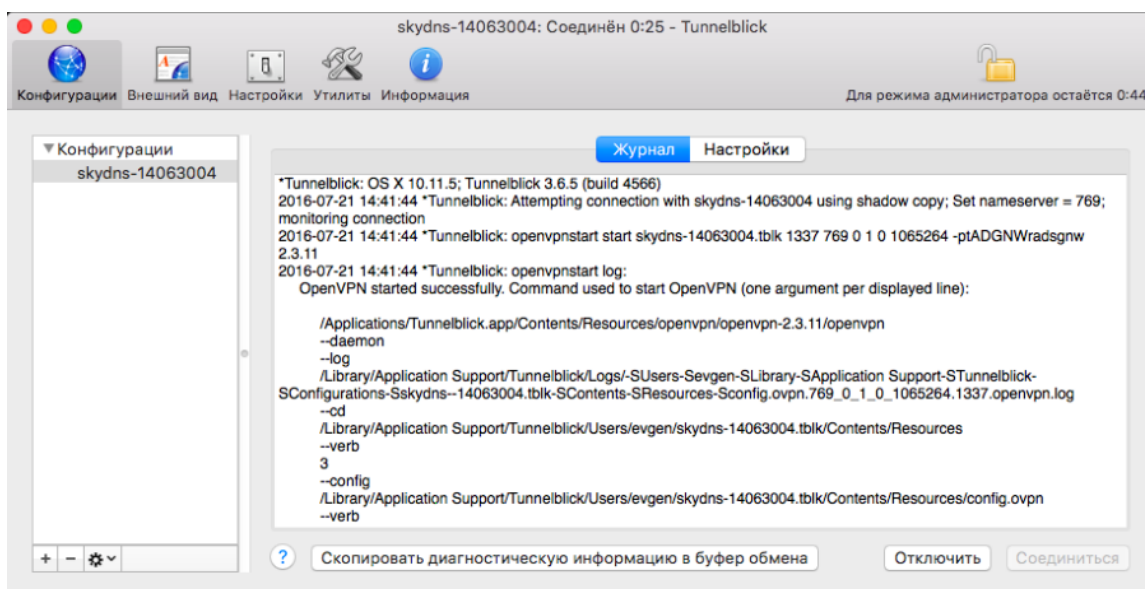 skydns-14063004: Соединён 0:25 - Tunnelblick
Конфигурации Внешний вид Настройки Утилиты Информация
Для режима администратора остаётся 0:44
Конфигурации
skydns-14063004
Журнал Настройки
*Tunnelblick: OS X 10.11.5; Tunnelblick 3.6.5 (build 4566)
2016-07-21 14:41:44 *Tunnelblick: Attempting connection with skydns-14063004 using shadow copy; Set nameserver = 769;
monitoring connection
2016-07-21 14:41:44 *Tunnelblick: openvpnstart start skydns-14063004.tblk 1337 769 0 1 0 1065264 -ptADGNWradsgnw
2.3.11
2016-07-21 14:41:44 *Tunnelblick: openvpnstart log:
OpenVPN started successfully. Command used to start OpenVPN (one argument per displayed line):
/Applications/Tunnelblick.app/Contents/Resources/openvpn/openvpn-2.3.11/openvpn
--daemon
--log
/Library/Application Support/Tunnelblick/Logs/-SUsers-Sevgen-SLibrary-SApplication Support-STunnelblick-
SConfigurations-Sskydns--14063004.tblk-SContents-SResources-Sconfig.ovpn.769_0_1_0_1065264.1337.openvpn.log
--cd
/Library/Application Support/Tunnelblick/Users/evgen/skydns-14063004.tblk/Contents/Resources
--verb
3
--config
/Library/Application Support/Tunnelblick/Users/evgen/skydns-14063004.tblk/Contents/Resources/config.ovpn
--verb
+ −
? Скопировать диагностическую информацию в буфер обмена Отключить Соединиться